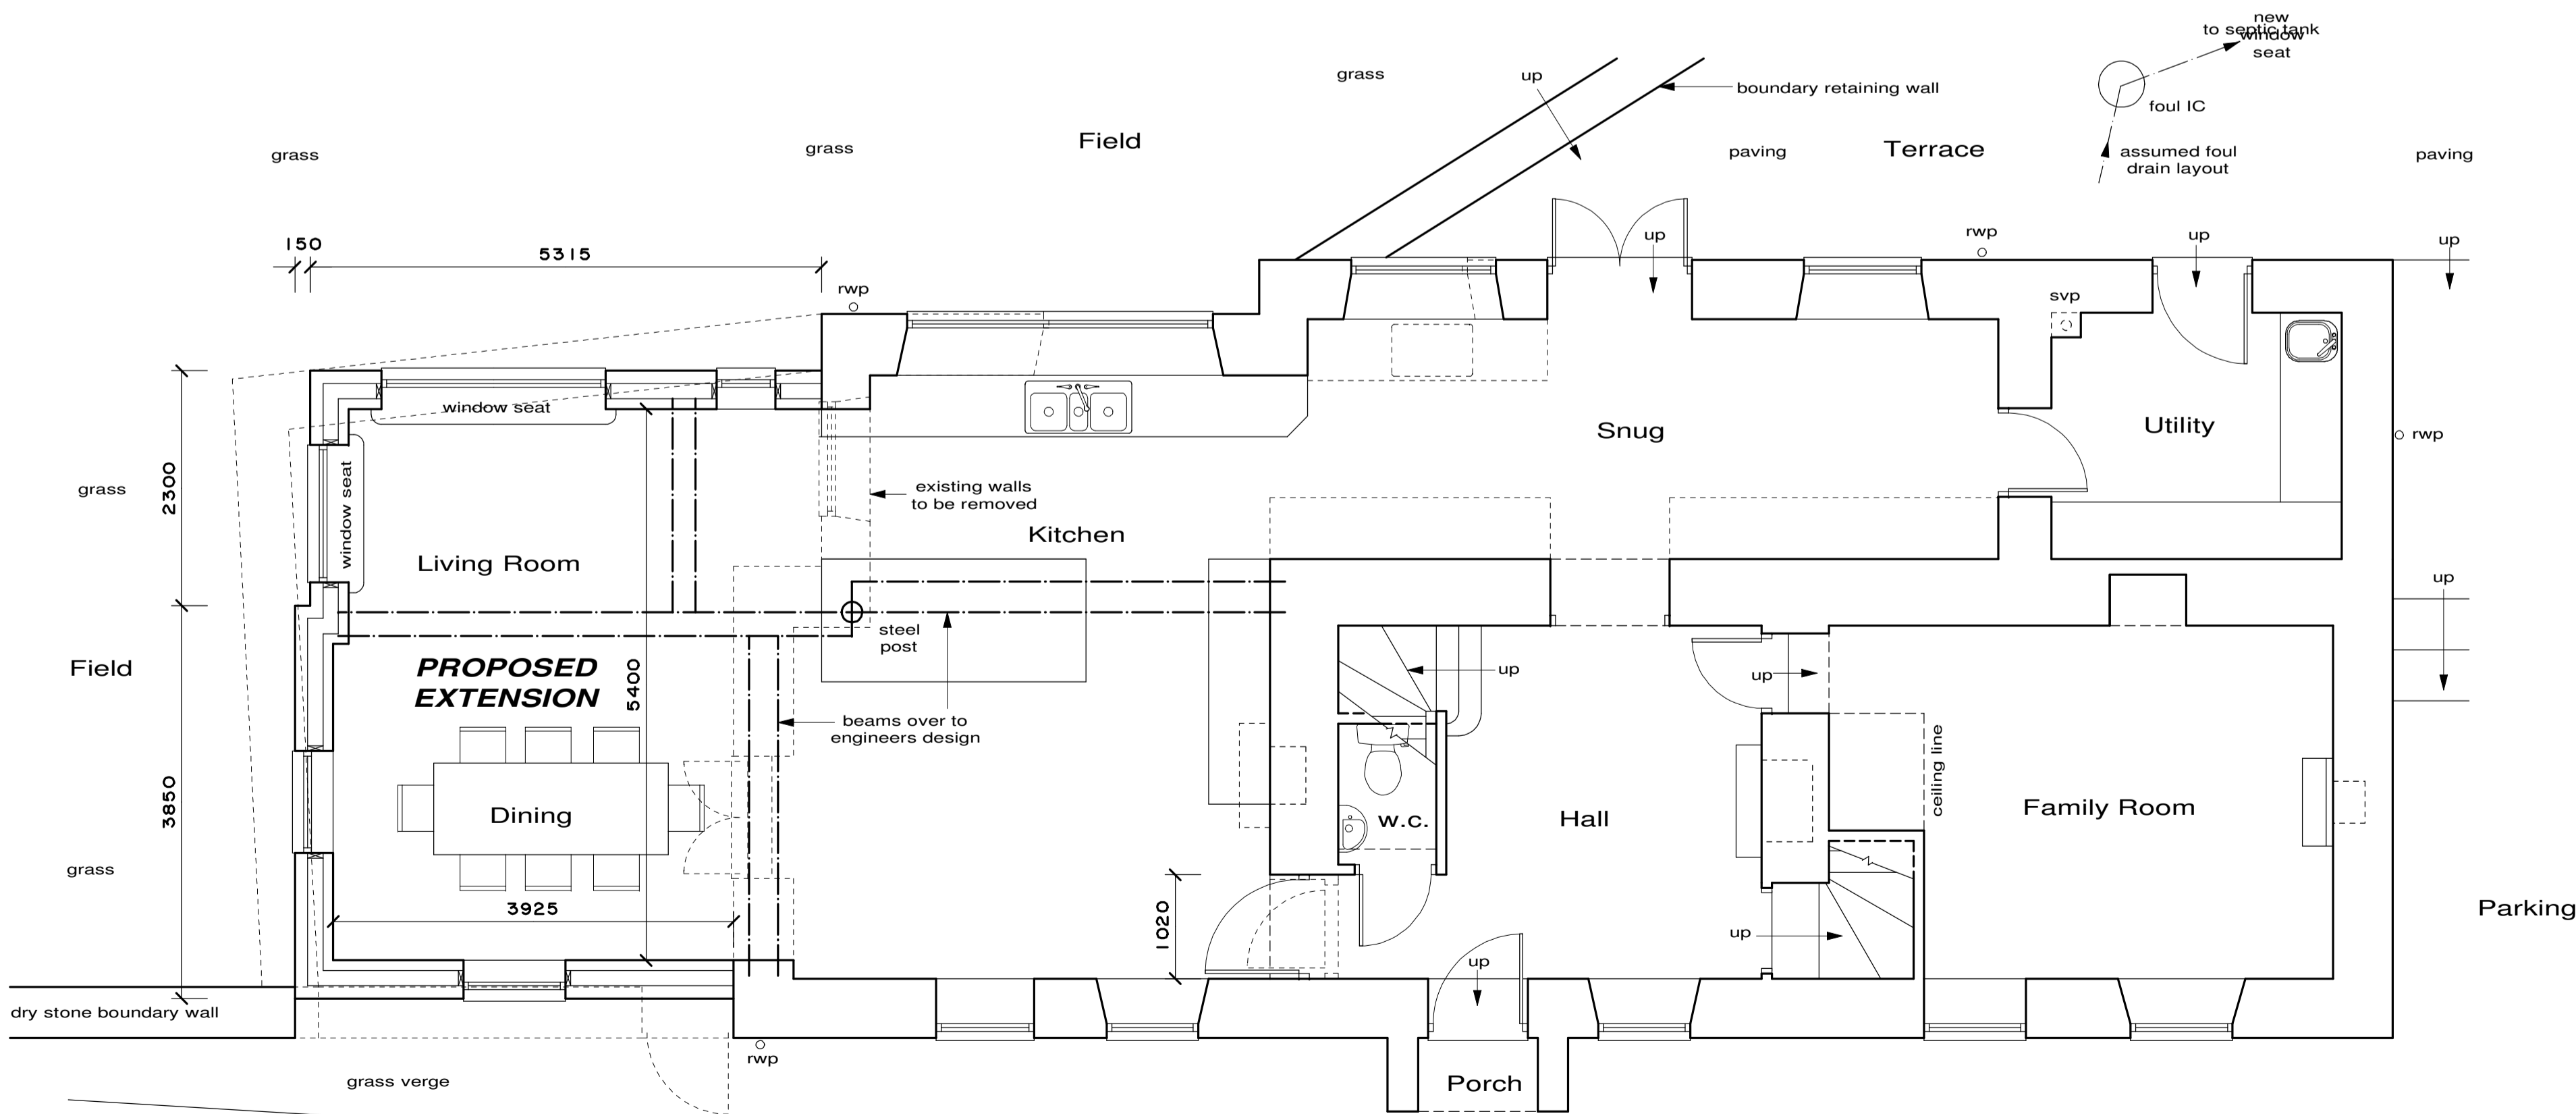 new
to septic tank
window
seat
grass
up
boundary retaining wall
foul IC
Field
grass
grass
paving
Terrace
assumed foul
drain layout
paving
150
5315
rwp
up
rwp
up
up
rwp
svp
window seat
Snug
Utility
rwp
grass
2300
window seat
existing walls
to be removed
Kitchen
Living Room
up
steel
post
Field
PROPOSED
EXTENSION
5400
up
up
beams over to
engineers design
ceiling line
3850
Dining
w.c.
Hall
Family Room
grass
3925
1020
up
Parking
up
dry stone boundary wall
rwp
grass verge
Porch